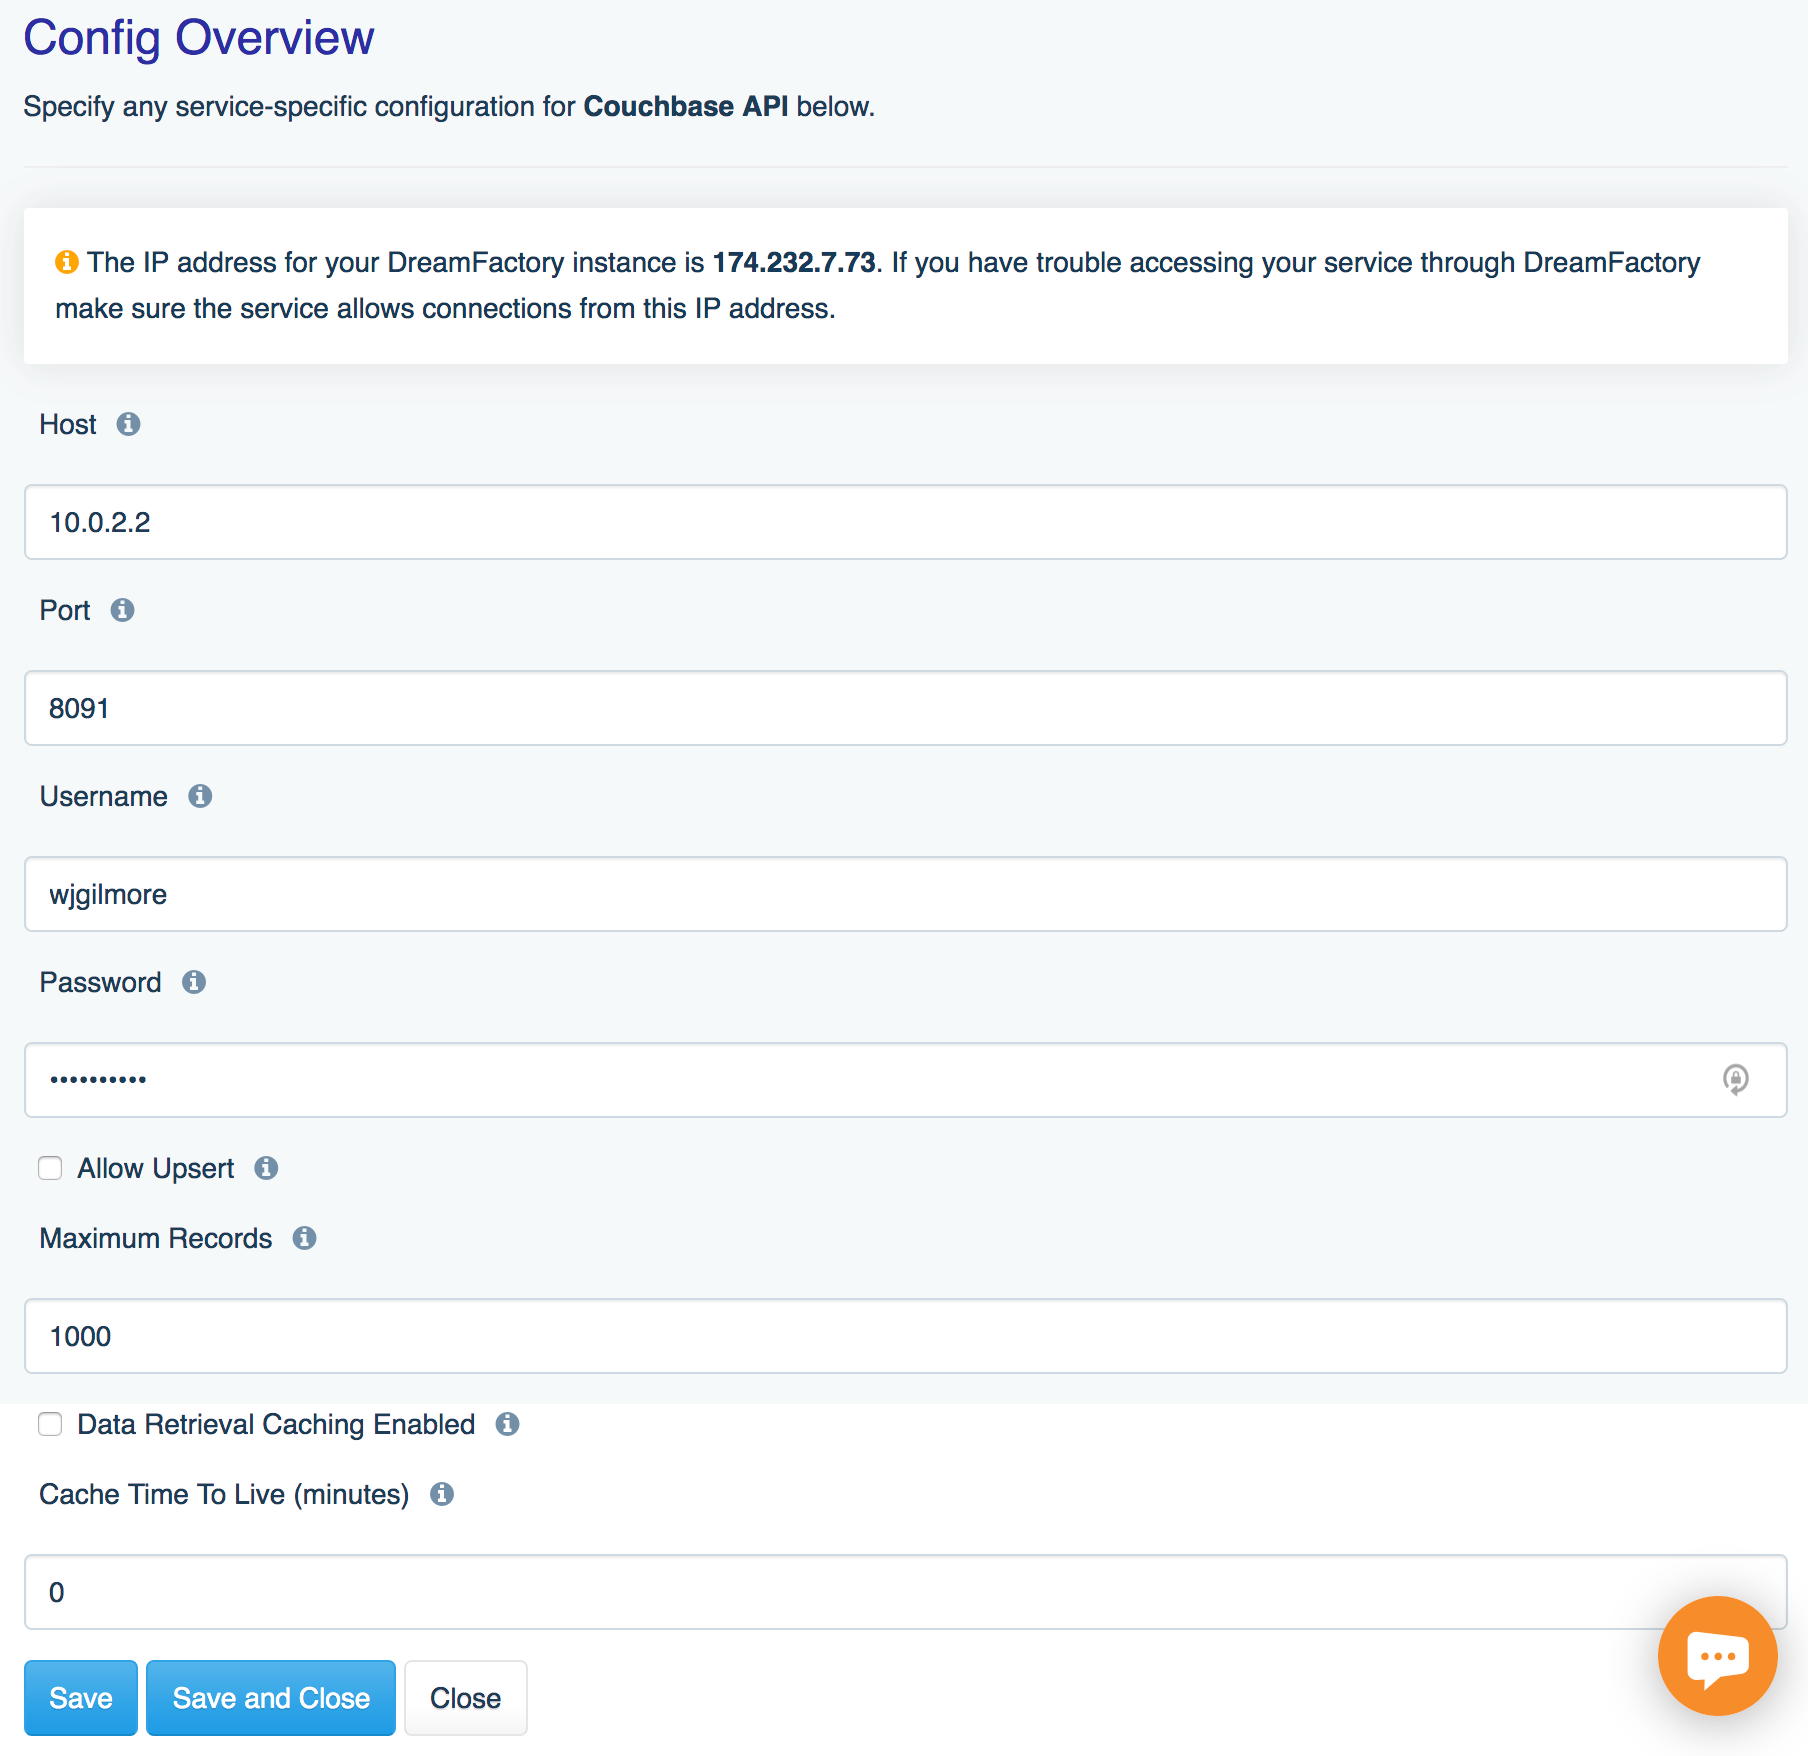 Config Overview
Specify any service-specific configuration for Couchbase API below.
The IP address for your DreamFactory instance is 174.232.7.73. If you have trouble accessing your service through DreamFactory
make sure the service allows connections from this IP address.
Host
10.0.2.2
Port
8091
Username
wjgilmore
Password
••••••••••
Allow Upsert
Maximum Records
1000
Data Retrieval Caching Enabled
Cache Time To Live (minutes)
0
Save Save and Close Close